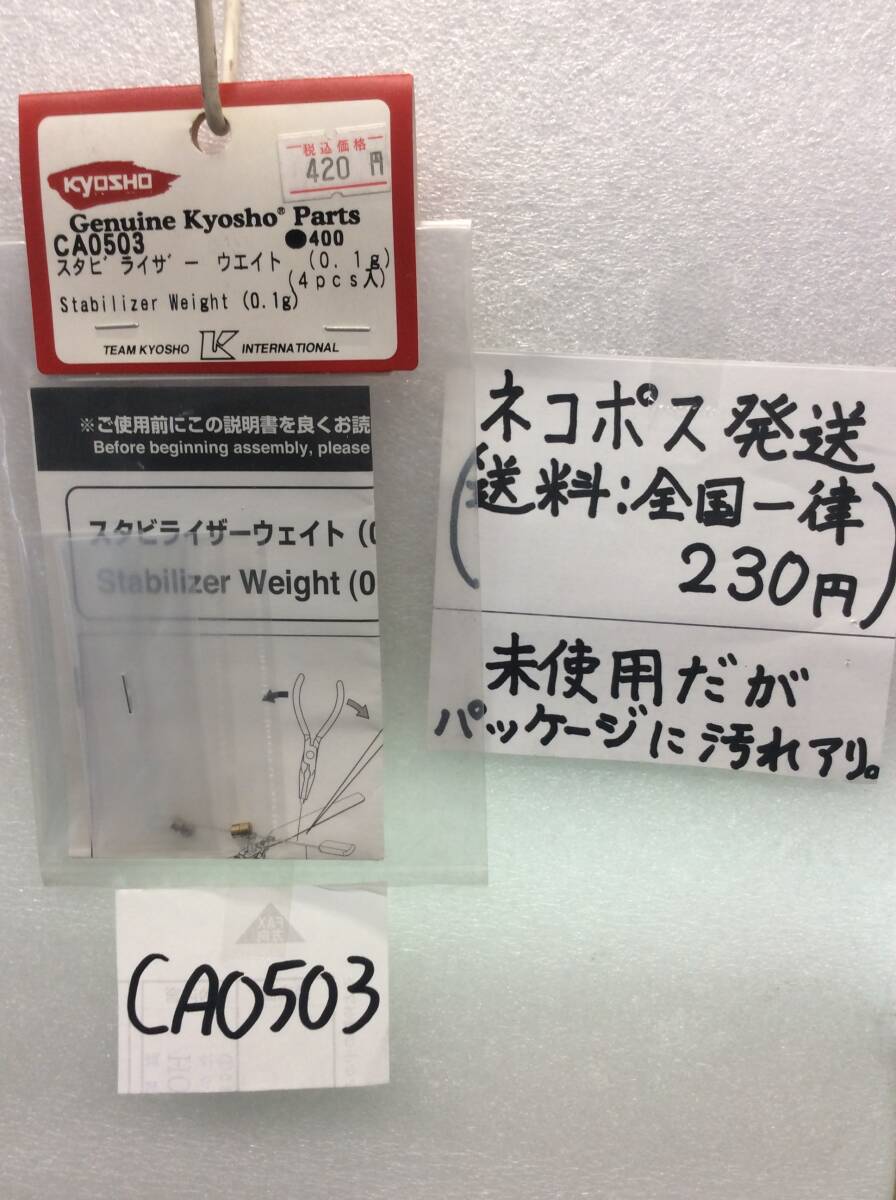 税込価格
420 円
KYOSHO
Genuine Kyosho® Parts
CA0503 ●400
スタビライザー ウエイト (0.1g)
(4pcs入)
Stabilizer Weight (0.1g)
TEAM KYOSHO K INTERNATIONAL
※ご使用前にこの説明書を良くお読
Before beginning assembly, please
スタビライザーウェイト (0
Stabilizer Weight (0
ネコポス発送
(送料:全国一律
230円)
未使用だが
パッケージに汚れアリ。
FAX
CA0503